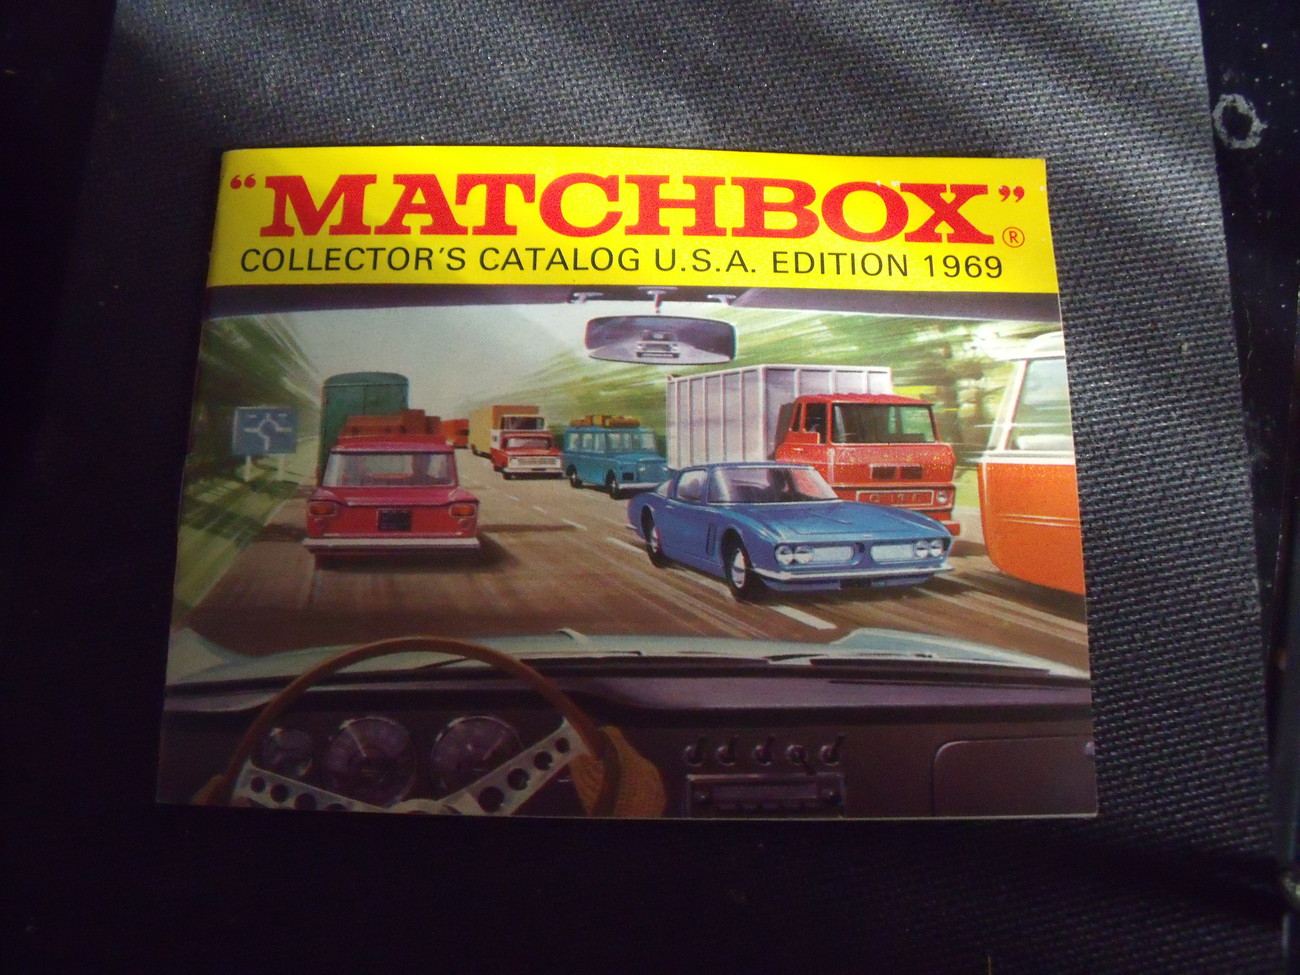 “MATCHBOX”®
COLLECTOR'S CATALOG U.S.A. EDITION 1969